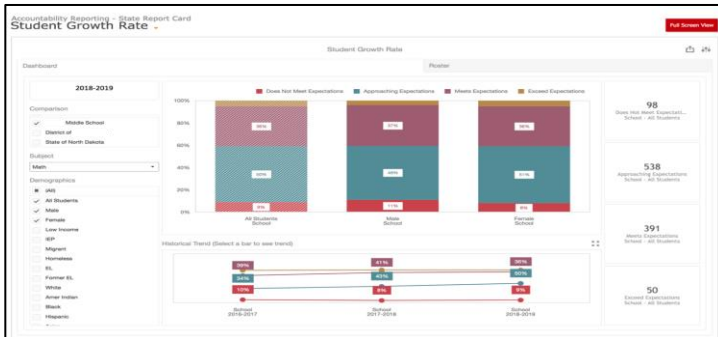 Accountability Reporting - State Report Card
Student Growth Rate
Full Screen View
Student Growth Rate
Dashboard
Roster
2018-2019
Comparison
Middle School
District of
State of North Dakota
Subject
Math
Demographics
(All)
All Students
Male
Female
Low Income
IEP
Migrant
Homeless
EL
Former EL
White
Amer Indian
Black
Hispanic
Does Not Meet Expectations
Approaching Expectations
Meets Expectations
Exceed Expectations
100%
80%
60%
40%
20%
0%
36%
50%
9%
37%
49%
11%
36%
51%
8%
All Students
School
Male
School
Female
School
Historical Trend (Select a bar to see trend)
39%
34%
10%
41%
43%
8%
36%
50%
9%
School
2016-2017
School
2017-2018
School
2018-2019
98
Does Not Meet Expectati...
School - All Students
538
Approaching Expectations
School - All Students
391
Meets Expectations
School - All Students
50
Exceed Expectations
School - All Students